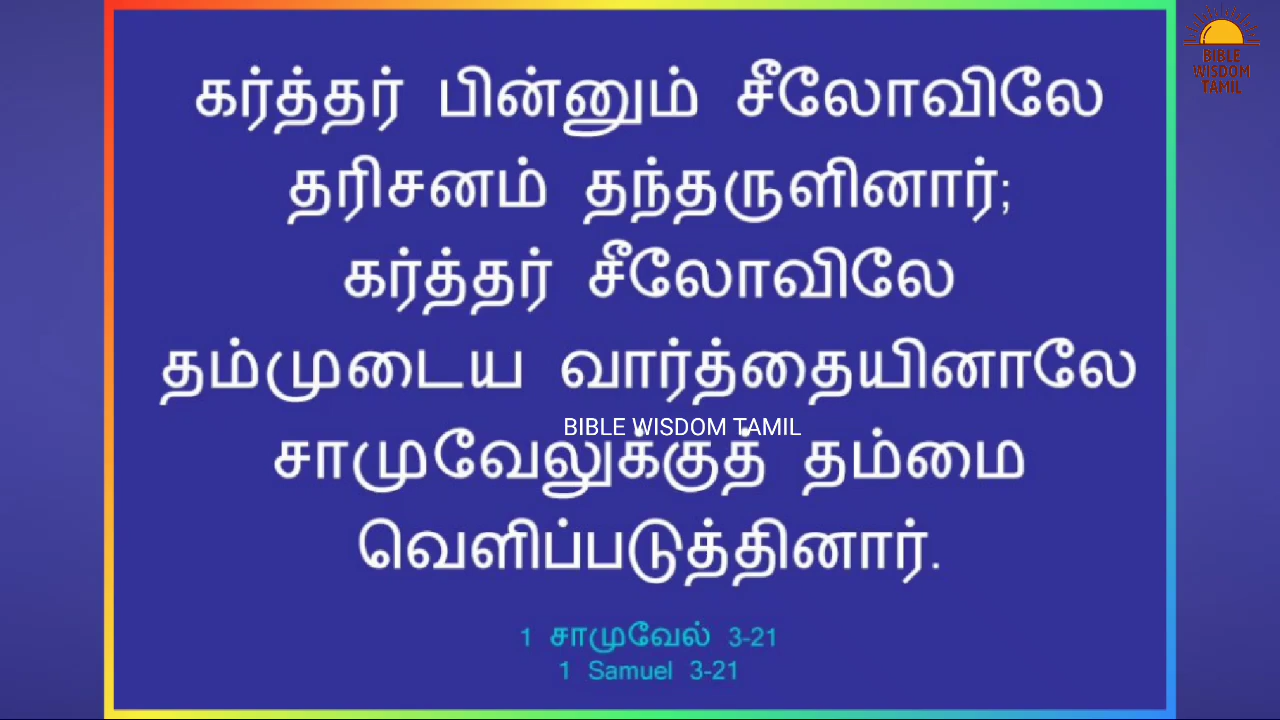 கர்த்தர் பின்னும் சீலோவிலே
தரிசனம் தந்தருளினார்;
கர்த்தர் சீலோவிலே
தம்முடைய வார்த்தையினாலே
சாமுவேலுக்குத் தம்மை
வெளிப்படுத்தினார்.
1 சாமுவேல் 3-21
1 Samuel 3-21
BIBLE WISDOM TAMIL
BIBLE
WISDOM
TAMIL